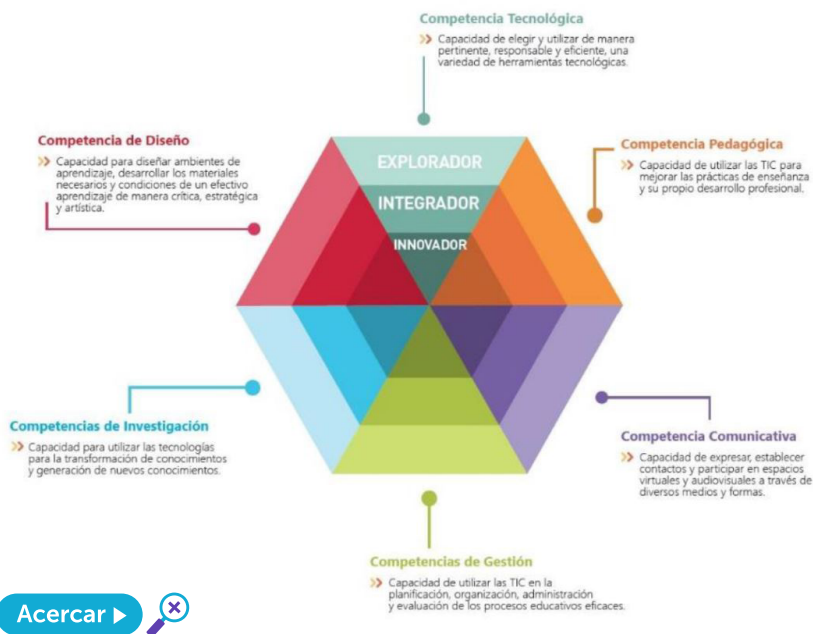 Competencia Tecnológica
Capacidad de elegir y utilizar de manera
pertinente, responsable y eficiente, una
variedad de herramientas tecnológicas.
Competencia de Diseño
Capacidad para diseñar ambientes de
aprendizaje, desarrollar los materiales
necesarios y condiciones de un efectivo
aprendizaje de manera crítica, estratégica
y artística.
Competencia Pedagógica
Capacidad de utilizar las TIC para
mejorar las prácticas de enseñanza
y su propio desarrollo profesional.
EXPLORADOR
INTEGRADOR
INNOVADOR
Competencias de Investigación
Capacidad para utilizar las tecnologías
para la transformación de conocimientos
y generación de nuevos conocimientos.
Competencia Comunicativa
Capacidad de expresar, establecer
contactos y participar en espacios
virtuales y audiovisuales a través de
diversos medios y formas.
Competencias de Gestión
Capacidad de utilizar las TIC en la
planificación, organización, administración
y evaluación de los procesos educativos eficaces.
Acercar